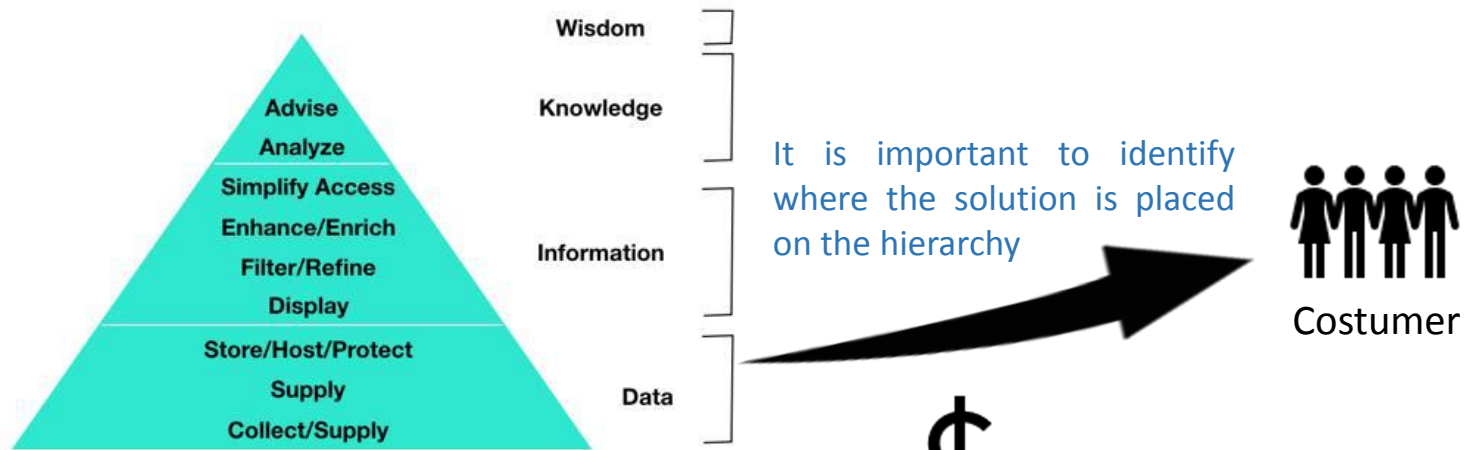 Wisdom
Advise
Knowledge
Analyze
It is important to identify
where the solution is placed
on the hierarchy
Simplify Access
Enhance/Enrich
Filter/Refine
Display
Information
Costumer
Store/Host/Protect
Supply
Collect/Supply
Data
¢